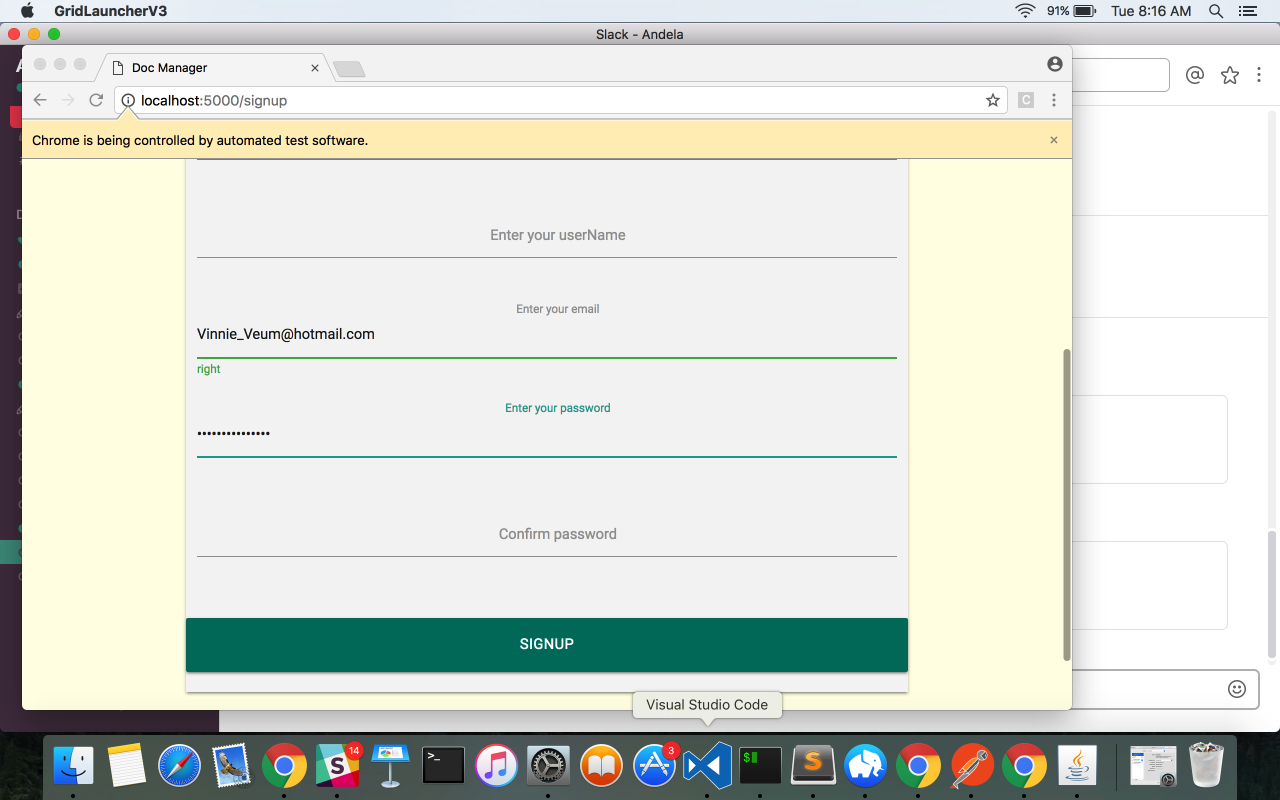 GridLauncherV3
91%
Tue 8:16 AM
Slack - Andela
Doc Manager
localhost:5000/signup
C
Chrome is being controlled by automated test software.
Enter your userName
Enter your email
Vinnie_Veum@hotmail.com
right
Enter your password
Confirm password
SIGNUP
Visual Studio Code
14
3